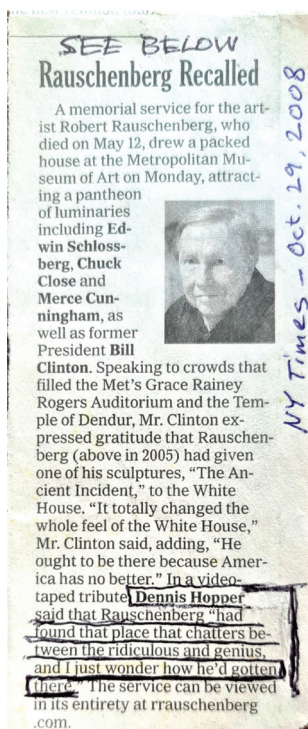 SEE BELOW
Rauschenberg Recalled
A memorial service for the art-
ist Robert Rauschenberg, who
died on May 12, drew a packed
house at the Metropolitan Mu-
seum of Art on Monday, attract-
ing a pantheon
of luminaries
including Ed-
win Schloss-
berg, Chuck
Close and
Merce Cun-
ningham, as
well as former
President Bill
Clinton. Speaking to crowds that
filled the Met's Grace Rainey
Rogers Auditorium and the Tem-
ple of Dendur, Mr. Clinton ex-
pressed gratitude that Rauschen-
berg (above in 2005) had given
one of his sculptures, "The An-
cient Incident," to the White
House. "It totally changed the
whole feel of the White House,"
Mr. Clinton said, adding, "He
ought to be there because Amer-
ica has no better." In a video-
taped tribute Dennis Hopper
said that Rauschenberg "had
found that place that chatters be-
tween the ridiculous and genius,
and I just wonder how he'd gotten
there." The service can be viewed
in its entirety at rrauschenberg
.com.
NY Times - Oct. 29, 2008